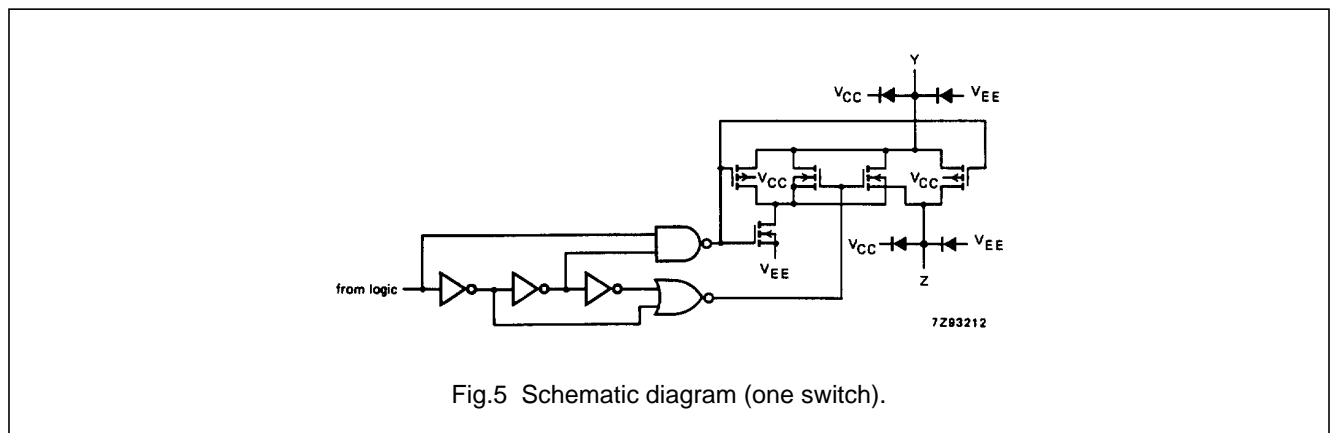 Y
VCC VEE
VCC VCC
VCC VEE
VEE
from logic
Z
7Z93212
Fig.5 Schematic diagram (one switch).